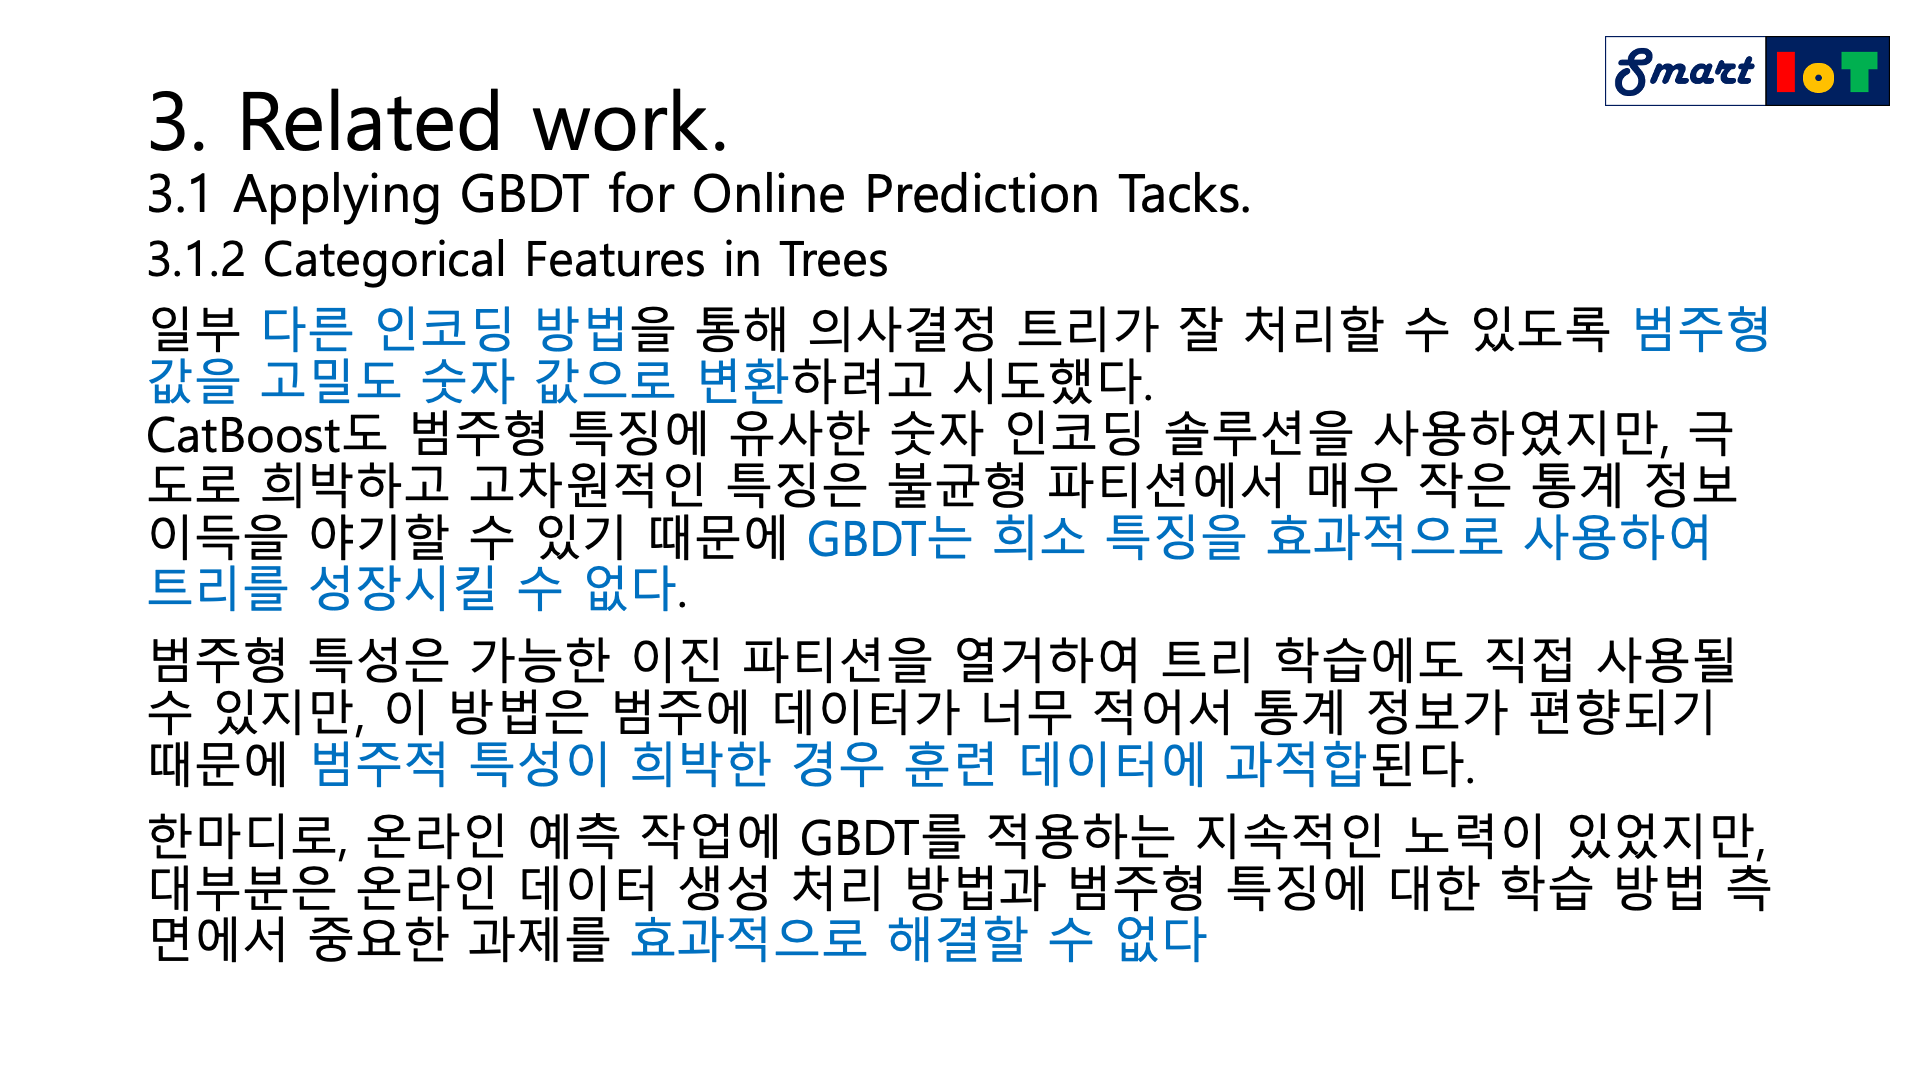 Smart IoT
3. Related work.
3.1 Applying GBDT for Online Prediction Tacks.
3.1.2 Categorical Features in Trees
일부 다른 인코딩 방법을 통해 의사결정 트리가 잘 처리할 수 있도록 범주형
값을 고밀도 숫자 값으로 변환하려고 시도했다.
CatBoost도 범주형 특징에 유사한 숫자 인코딩 솔루션을 사용하였지만, 극
도로 희박하고 고차원적인 특징은 불균형 파티션에서 매우 작은 통계 정보
이득을 야기할 수 있기 때문에 GBDT는 희소 특징을 효과적으로 사용하여
트리를 성장시킬 수 없다.
범주형 특성은 가능한 이진 파티션을 열거하여 트리 학습에도 직접 사용될
수 있지만, 이 방법은 범주에 데이터가 너무 적어서 통계 정보가 편향되기
때문에 범주적 특성이 희박한 경우 훈련 데이터에 과적합된다.
한마디로, 온라인 예측 작업에 GBDT를 적용하는 지속적인 노력이 있었지만,
대부분은 온라인 데이터 생성 처리 방법과 범주형 특징에 대한 학습 방법 측
면에서 중요한 과제를 효과적으로 해결할 수 없다